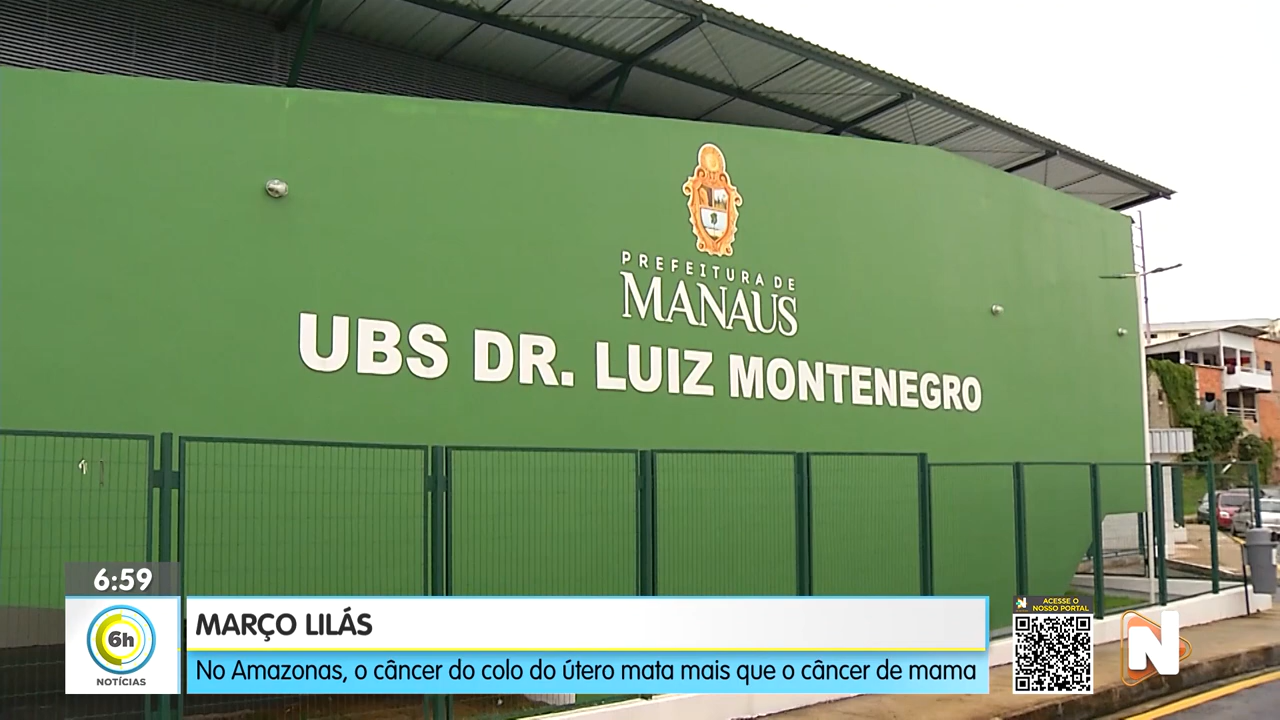 PREFEITURA DE
MANAUS
UBS DR. LUIZ MONTENEGRO
6:59
6h
NOTÍCIAS
MARÇO LILÁS
No Amazonas, o câncer do colo do útero mata mais que o câncer de mama
ACESSE O
NOSSO PORTAL
N